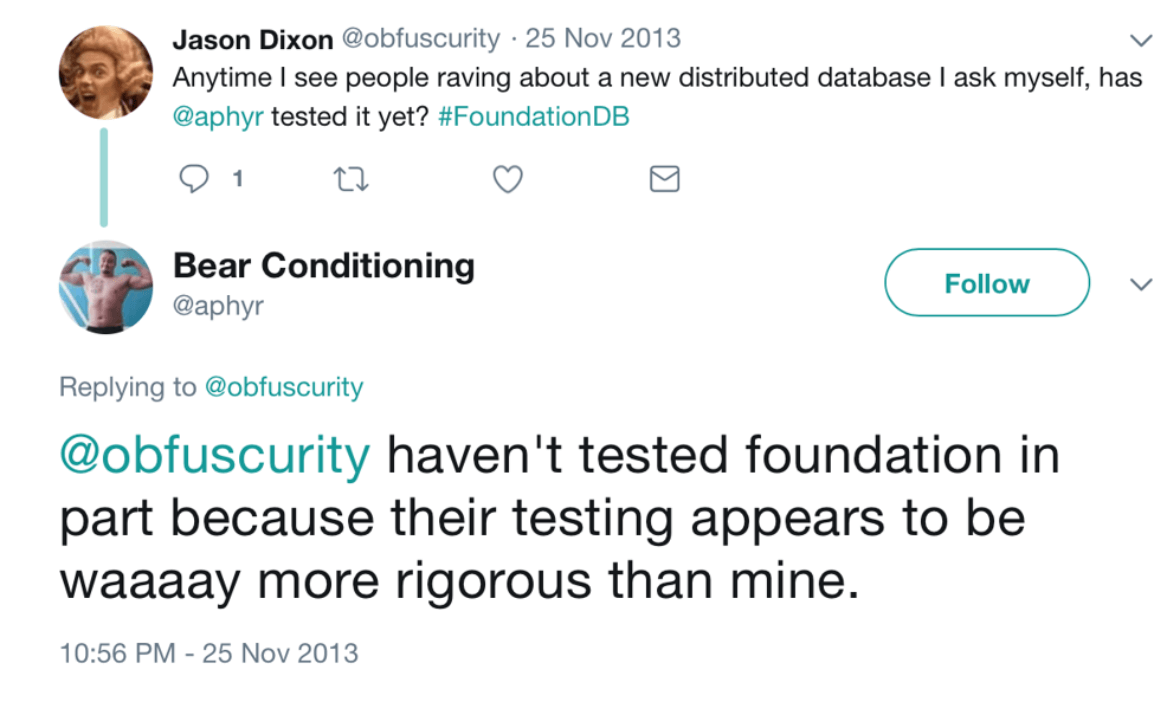 Jason Dixon @obfuscurity · 25 Nov 2013
Anytime I see people raving about a new distributed database I ask myself, has
@aphyr tested it yet? #FoundationDB
1
Bear Conditioning
@aphyr
Follow
Replying to @obfuscurity
@obfuscurity haven't tested foundation in
part because their testing appears to be
waaaay more rigorous than mine.
10:56 PM - 25 Nov 2013